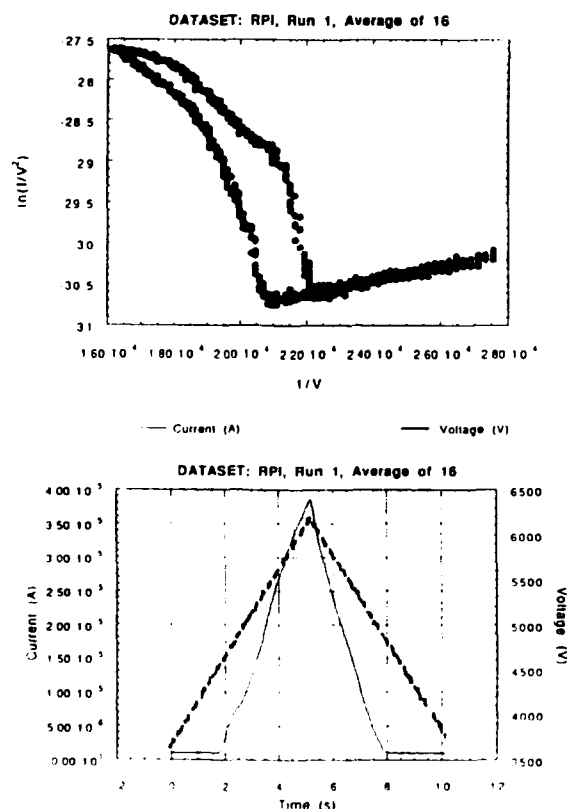 DATASET: RPI, Run 1, Average of 16
-27 5
-28
-28.5
29
29.5
30
30.5
31
ln(I/V²)
1 60 10⁻⁴ 1 80 10⁻⁴ 2 00 10⁻⁴ 2 20 10⁻⁴ 2 40 10⁻⁴ 2 60 10⁻⁴ 2 80 10⁻⁴
1/V
Current (A) Voltage (V)
DATASET: RPI, Run 1, Average of 16
4 00 10⁻⁵
3 50 10⁻⁵
3 00 10⁻⁵
2 50 10⁻⁵
2 00 10⁻⁵
1 50 10⁻⁵
1 00 10⁻⁵
5 00 10⁻⁶
Current (A)
6500
6000
5500
5000
4500
4000
3500
Voltage (V)
2 0 2 4 6 8 10 12
Time (s)